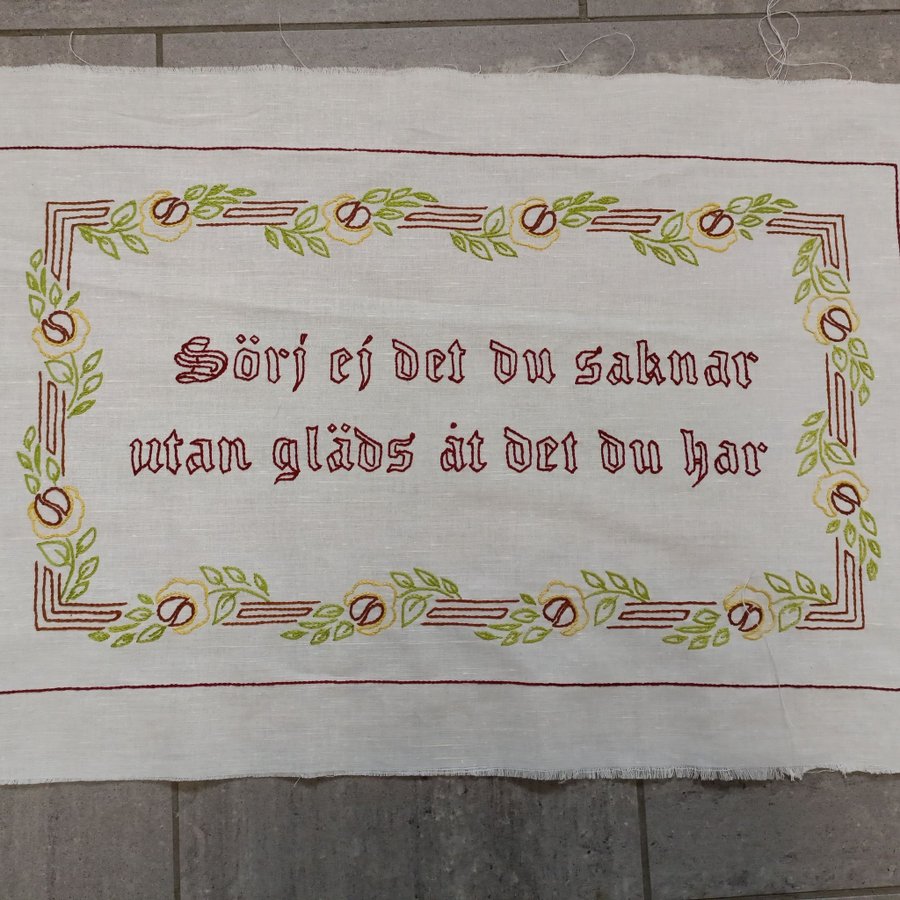 Sörj ej det du saknar
utan gläds åt det du har